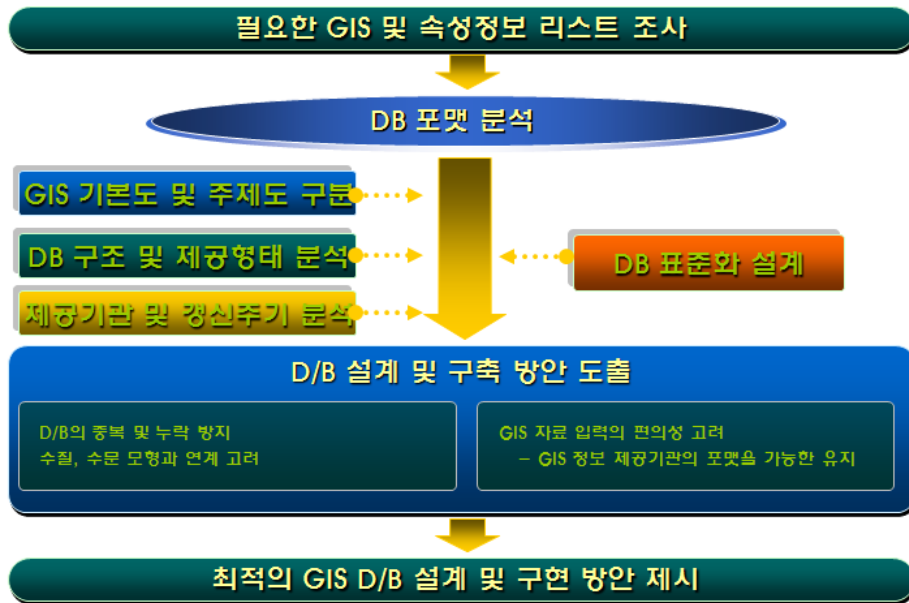 필요한 GIS 및 속성정보 리스트 조사
DB 포맷 분석
GIS 기본도 및 주제도 구분
DB 구조 및 제공형태 분석
제공기관 및 갱신주기 분석
DB 표준화 설계
D/B 설계 및 구축 방안 도출
D/B의 중복 및 누락 방지
수질, 수문 모형과 연계 고려
GIS 자료 입력의 편의성 고려
– GIS 정보 제공기관의 포맷을 가능한 유지
최적의 GIS D/B 설계 및 구현 방안 제시